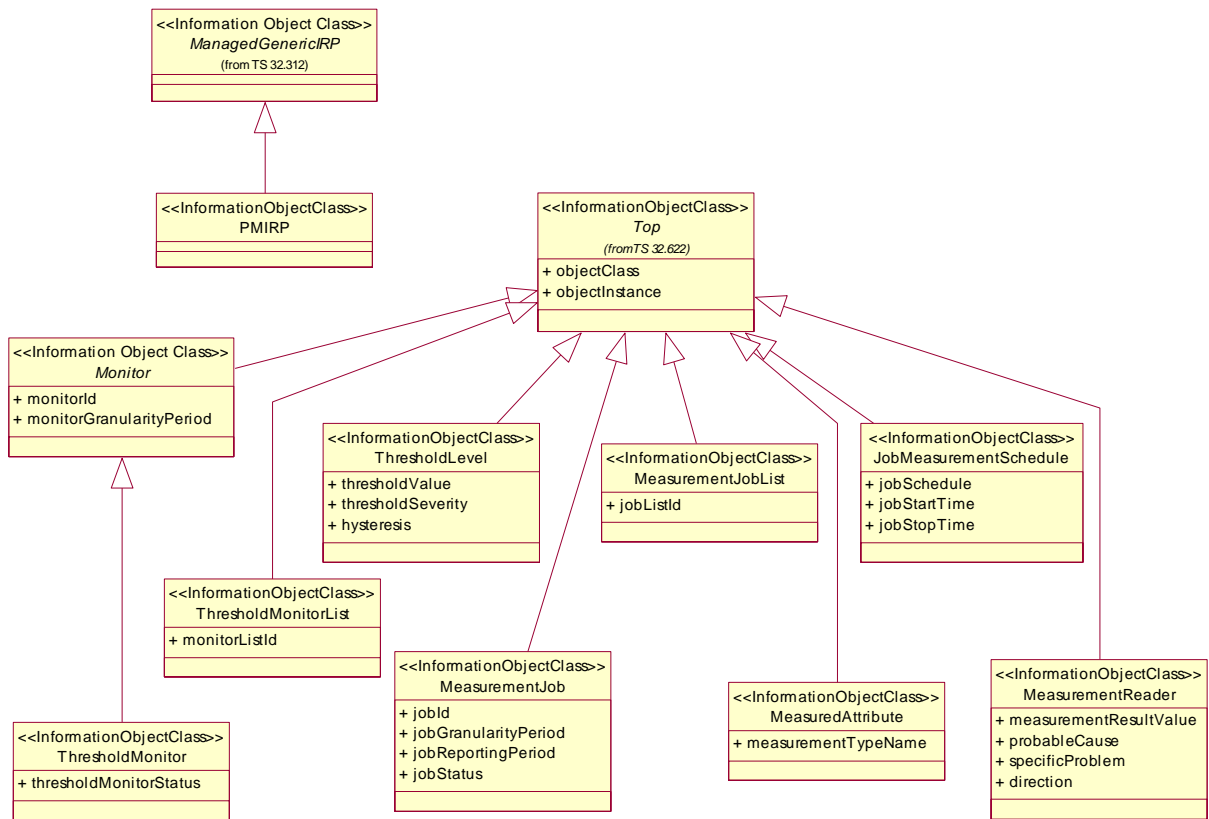 <<Information Object Class>>
ManagedGenericIRP
(from TS 32.312)
<<InformationObjectClass>>
PMIRP
<<InformationObjectClass>>
Top
(fromTS 32.622)
+ objectClass
+ objectInstance
<<Information Object Class>>
Monitor
+ monitorId
+ monitorGranularityPeriod
<<InformationObjectClass>>
ThresholdLevel
+ thresholdValue
+ thresholdSeverity
+ hysteresis
<<InformationObjectClass>>
MeasurementJobList
+ jobListId
<<InformationObjectClass>>
JobMeasurementSchedule
+ jobSchedule
+ jobStartTime
+ jobStopTime
<<InformationObjectClass>>
ThresholdMonitorList
+ monitorListId
<<InformationObjectClass>>
MeasurementJob
+ jobId
+ jobGranularityPeriod
+ jobReportingPeriod
+ jobStatus
<<InformationObjectClass>>
MeasuredAttribute
+ measurementTypeName
<<InformationObjectClass>>
MeasurementReader
+ measurementResultValue
+ probableCause
+ specificProblem
+ direction
<<InformationObjectClass>>
ThresholdMonitor
+ thresholdMonitorStatus